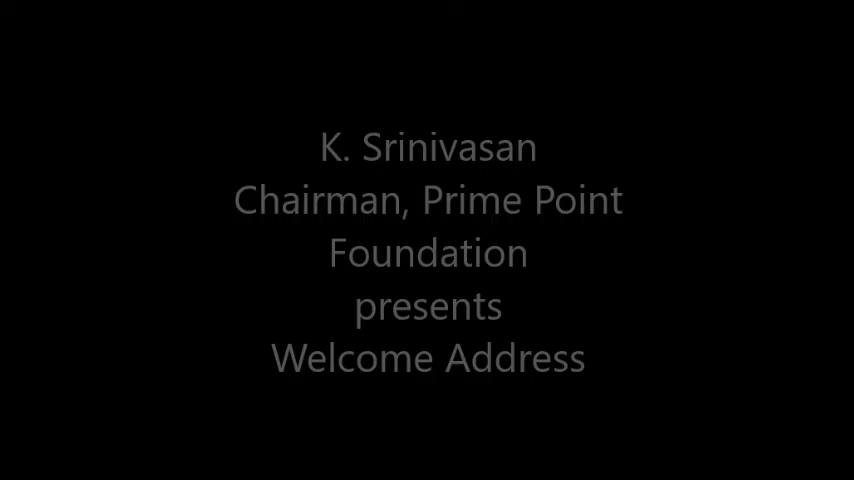 K. Srinivasan
Chairman, Prime Point
Foundation
presents
Welcome Address